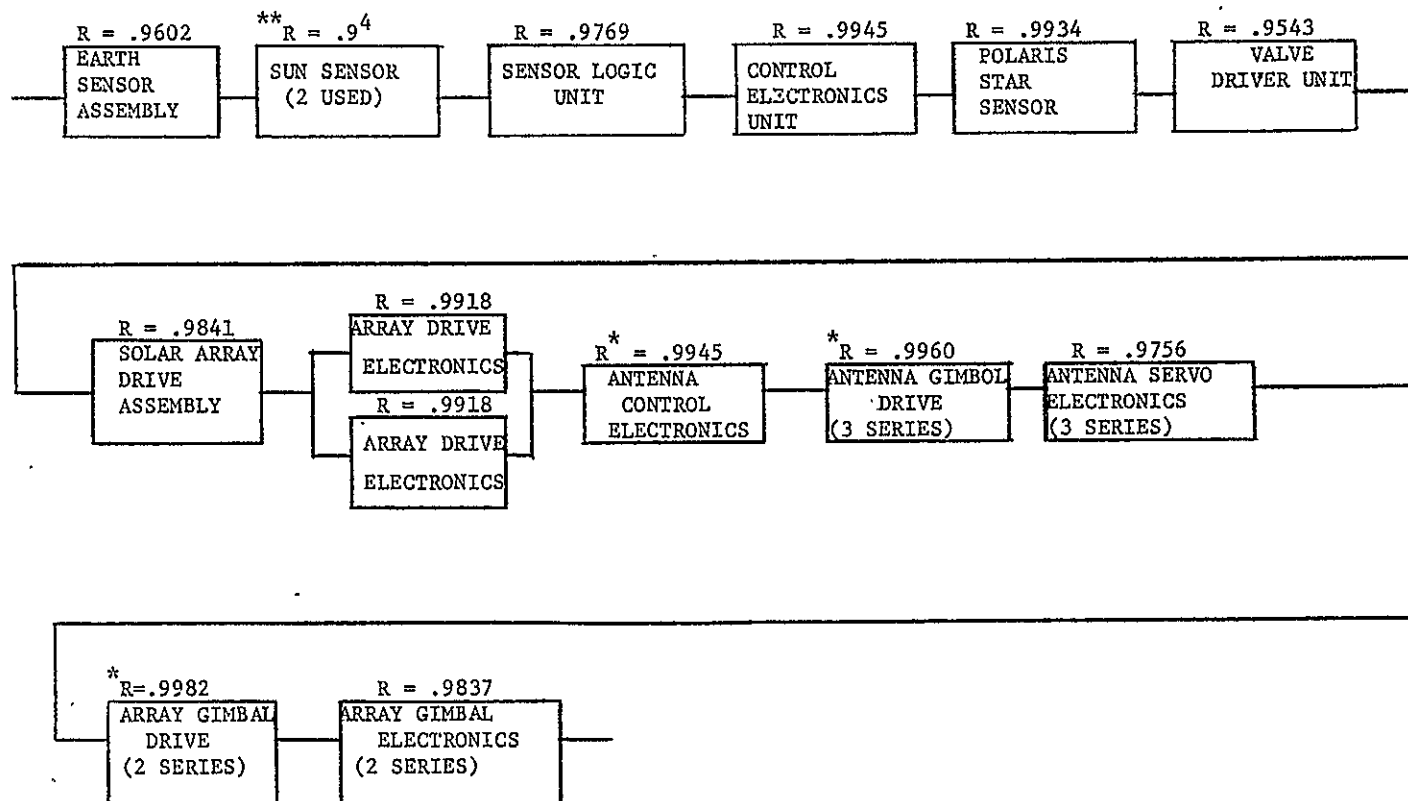 R = .9602
EARTH
SENSOR
ASSEMBLY
**R = .9⁴
SUN SENSOR
(2 USED)
R = .9769
SENSOR LOGIC
UNIT
R = .9945
CONTROL
ELECTRONICS
UNIT
R = .9934
POLARIS
STAR
SENSOR
R = .9543
VALVE
DRIVER UNIT
R = .9841
SOLAR ARRAY
DRIVE
ASSEMBLY
R = .9918
ARRAY DRIVE
ELECTRONICS
R = .9918
ARRAY DRIVE
ELECTRONICS
R* = .9945
ANTENNA
CONTROL
ELECTRONICS
*R = .9960
ANTENNA GIMBOL
DRIVE
(3 SERIES)
R = .9756
ANTENNA SERVO
ELECTRONICS
(3 SERIES)
*R=.9982
ARRAY GIMBAL
DRIVE
(2 SERIES)
R = .9837
ARRAY GIMBAL
ELECTRONICS
(2 SERIES)